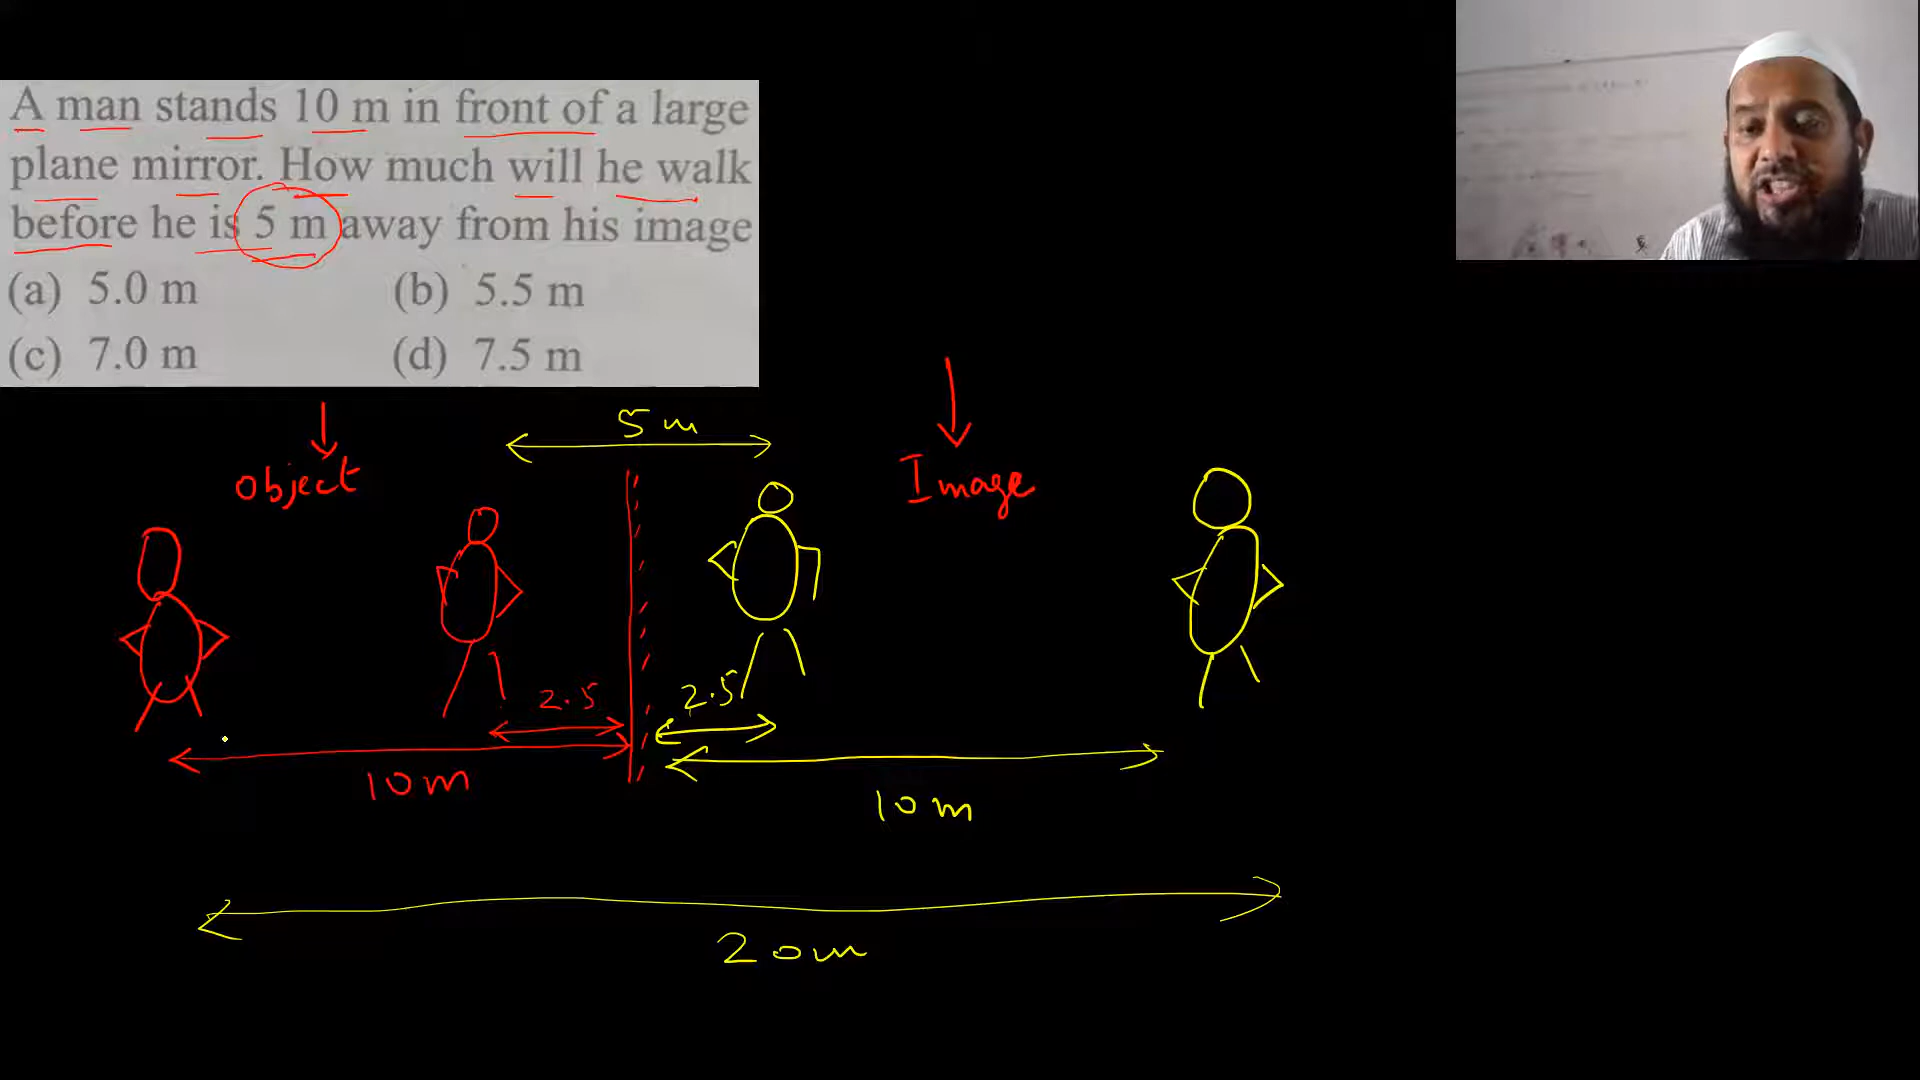 A man stands 10 m in front of a large
plane mirror. How much will he walk
before he is 5 m away from his image
(a) 5.0 m (b) 5.5 m
(c) 7.0 m (d) 7.5 m
5 m
object
Image
2.5
2.5
10 m
10 m
20 m